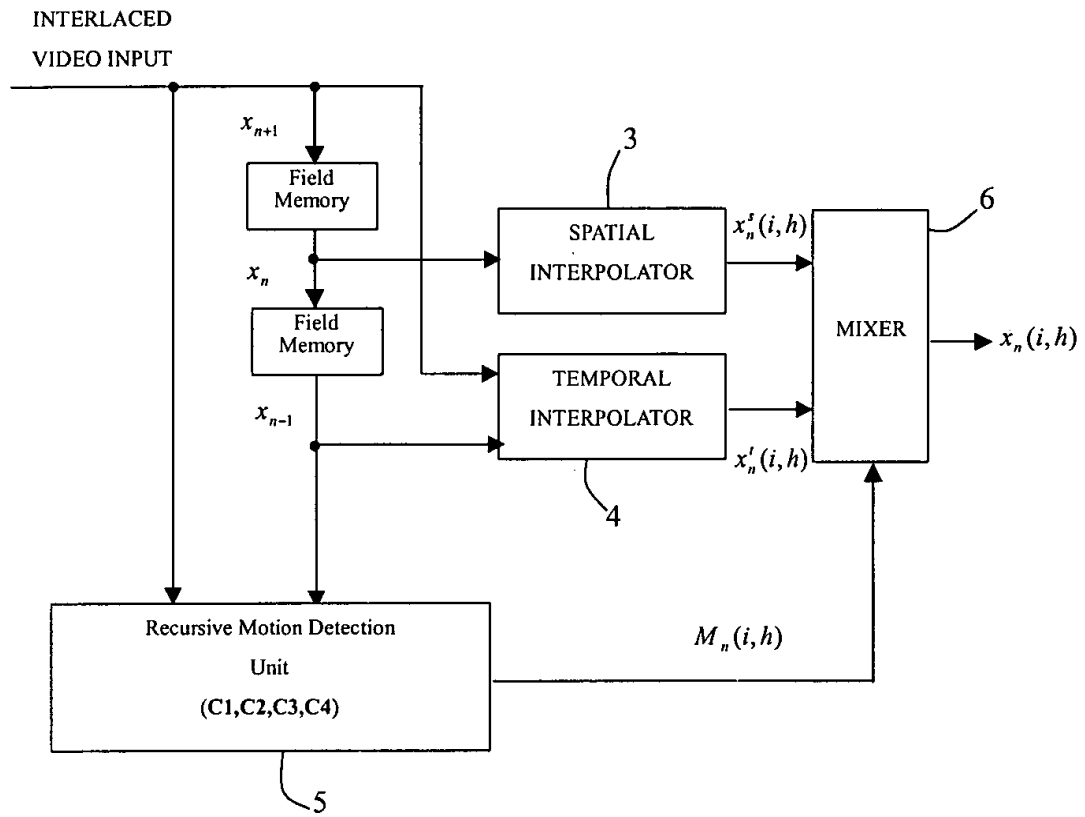 INTERLACED
VIDEO INPUT
x_{n+1}
Field
Memory
x_n
Field
Memory
x_{n-1}
3
SPATIAL
INTERPOLATOR
x_n^s(i,h)
6
MIXER
x_n(i,h)
TEMPORAL
INTERPOLATOR
x_n^t(i,h)
4
Recursive Motion Detection
Unit
(C1,C2,C3,C4)
M_n(i,h)
5